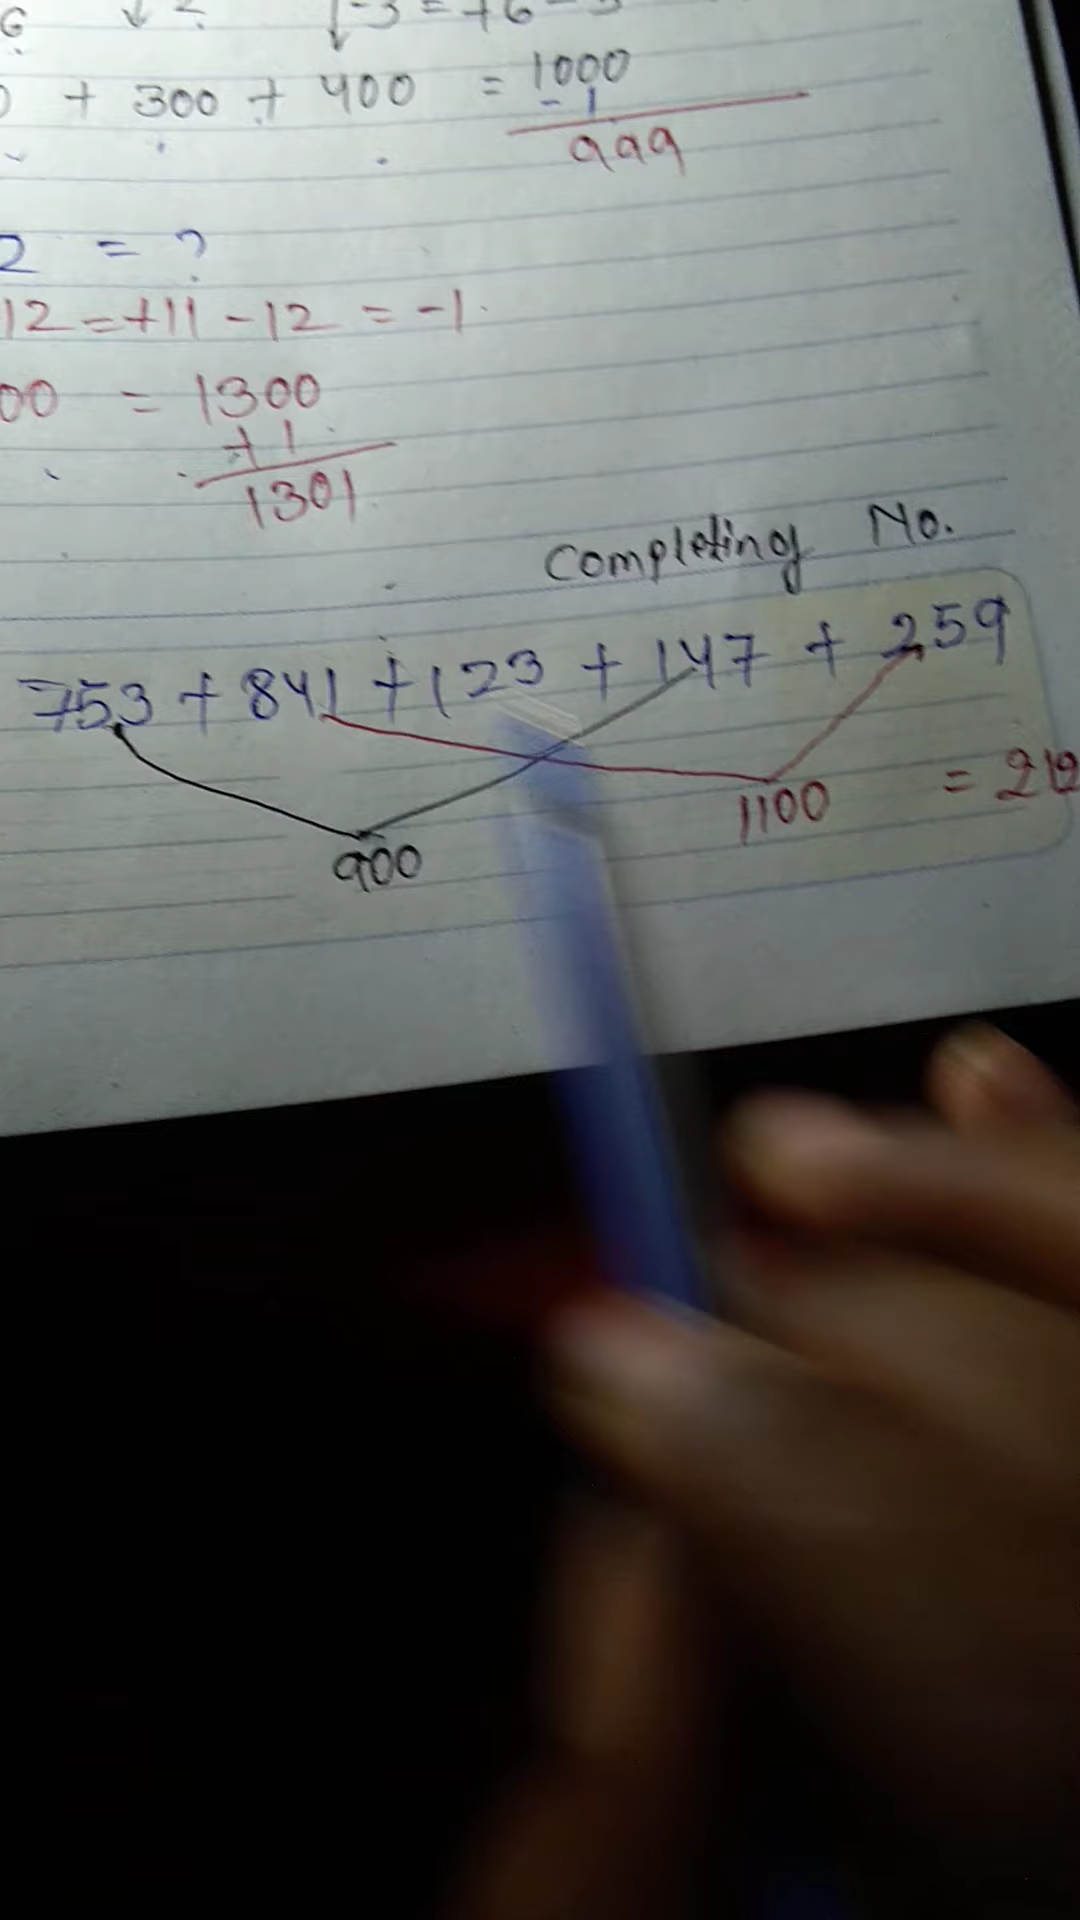 + 300 + 400 = 1000
- 1
999
2 = ?
12 = +11 - 12 = -1
00 = 1300
+ 1
1301
Completing No.
753 + 841 + 123 + 147 + 259
900 1100 = 212